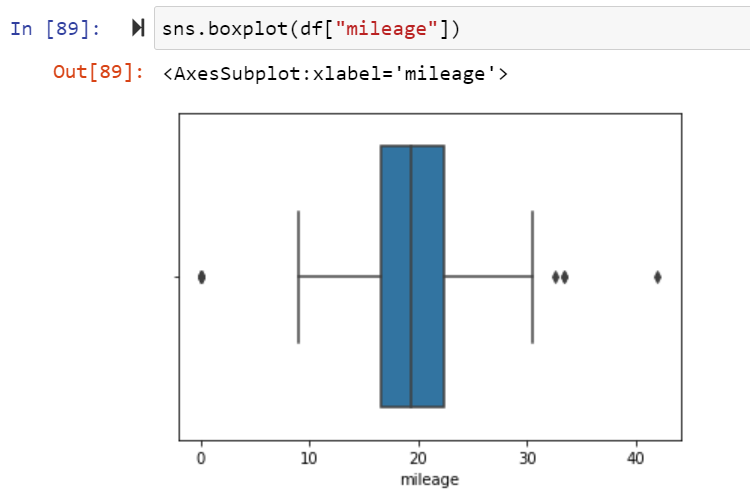 In [89]: sns.boxplot(df["mileage"])
Out[89]: <AxesSubplot:xlabel='mileage'>
0 10 20 30 40
mileage